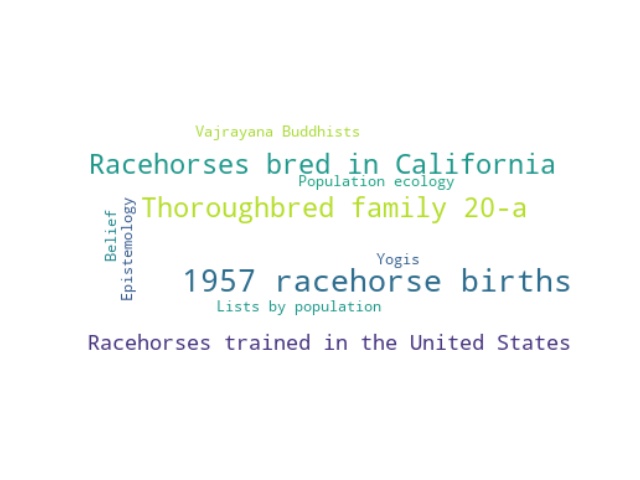 Vajrayana Buddhists
Racehorses bred in California
Population ecology
Thoroughbred family 20-a
Belief
Epistemology
Yogis
1957 racehorse births
Lists by population
Racehorses trained in the United States